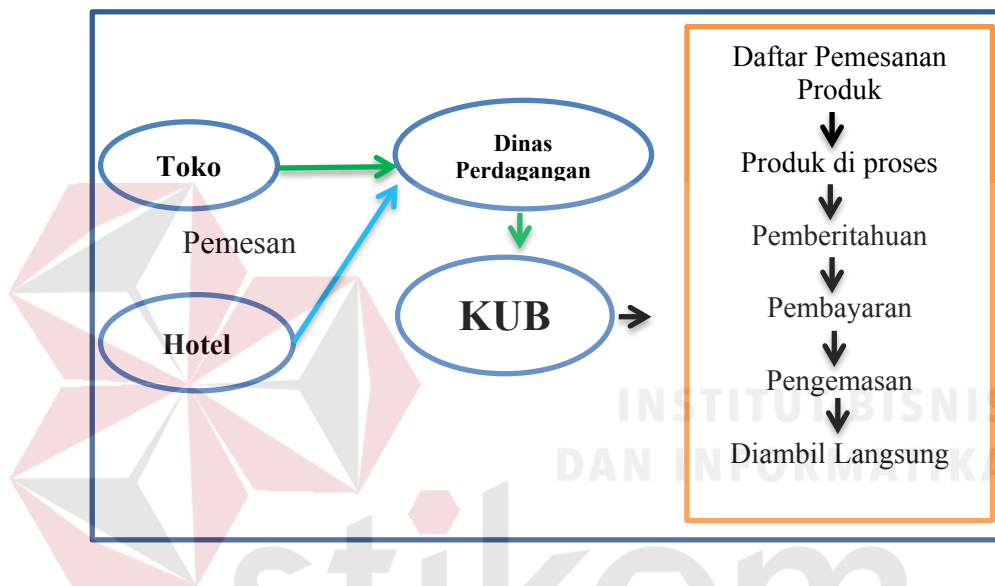 Toko
Pemesan
Hotel
Dinas
Perdagangan
KUB
Daftar Pemesanan
Produk
Produk di proses
Pemberitahuan
Pembayaran
Pengemasan
Diambil Langsung
INSTITUT BISNIS
DAN INFORMATIKA
stikom